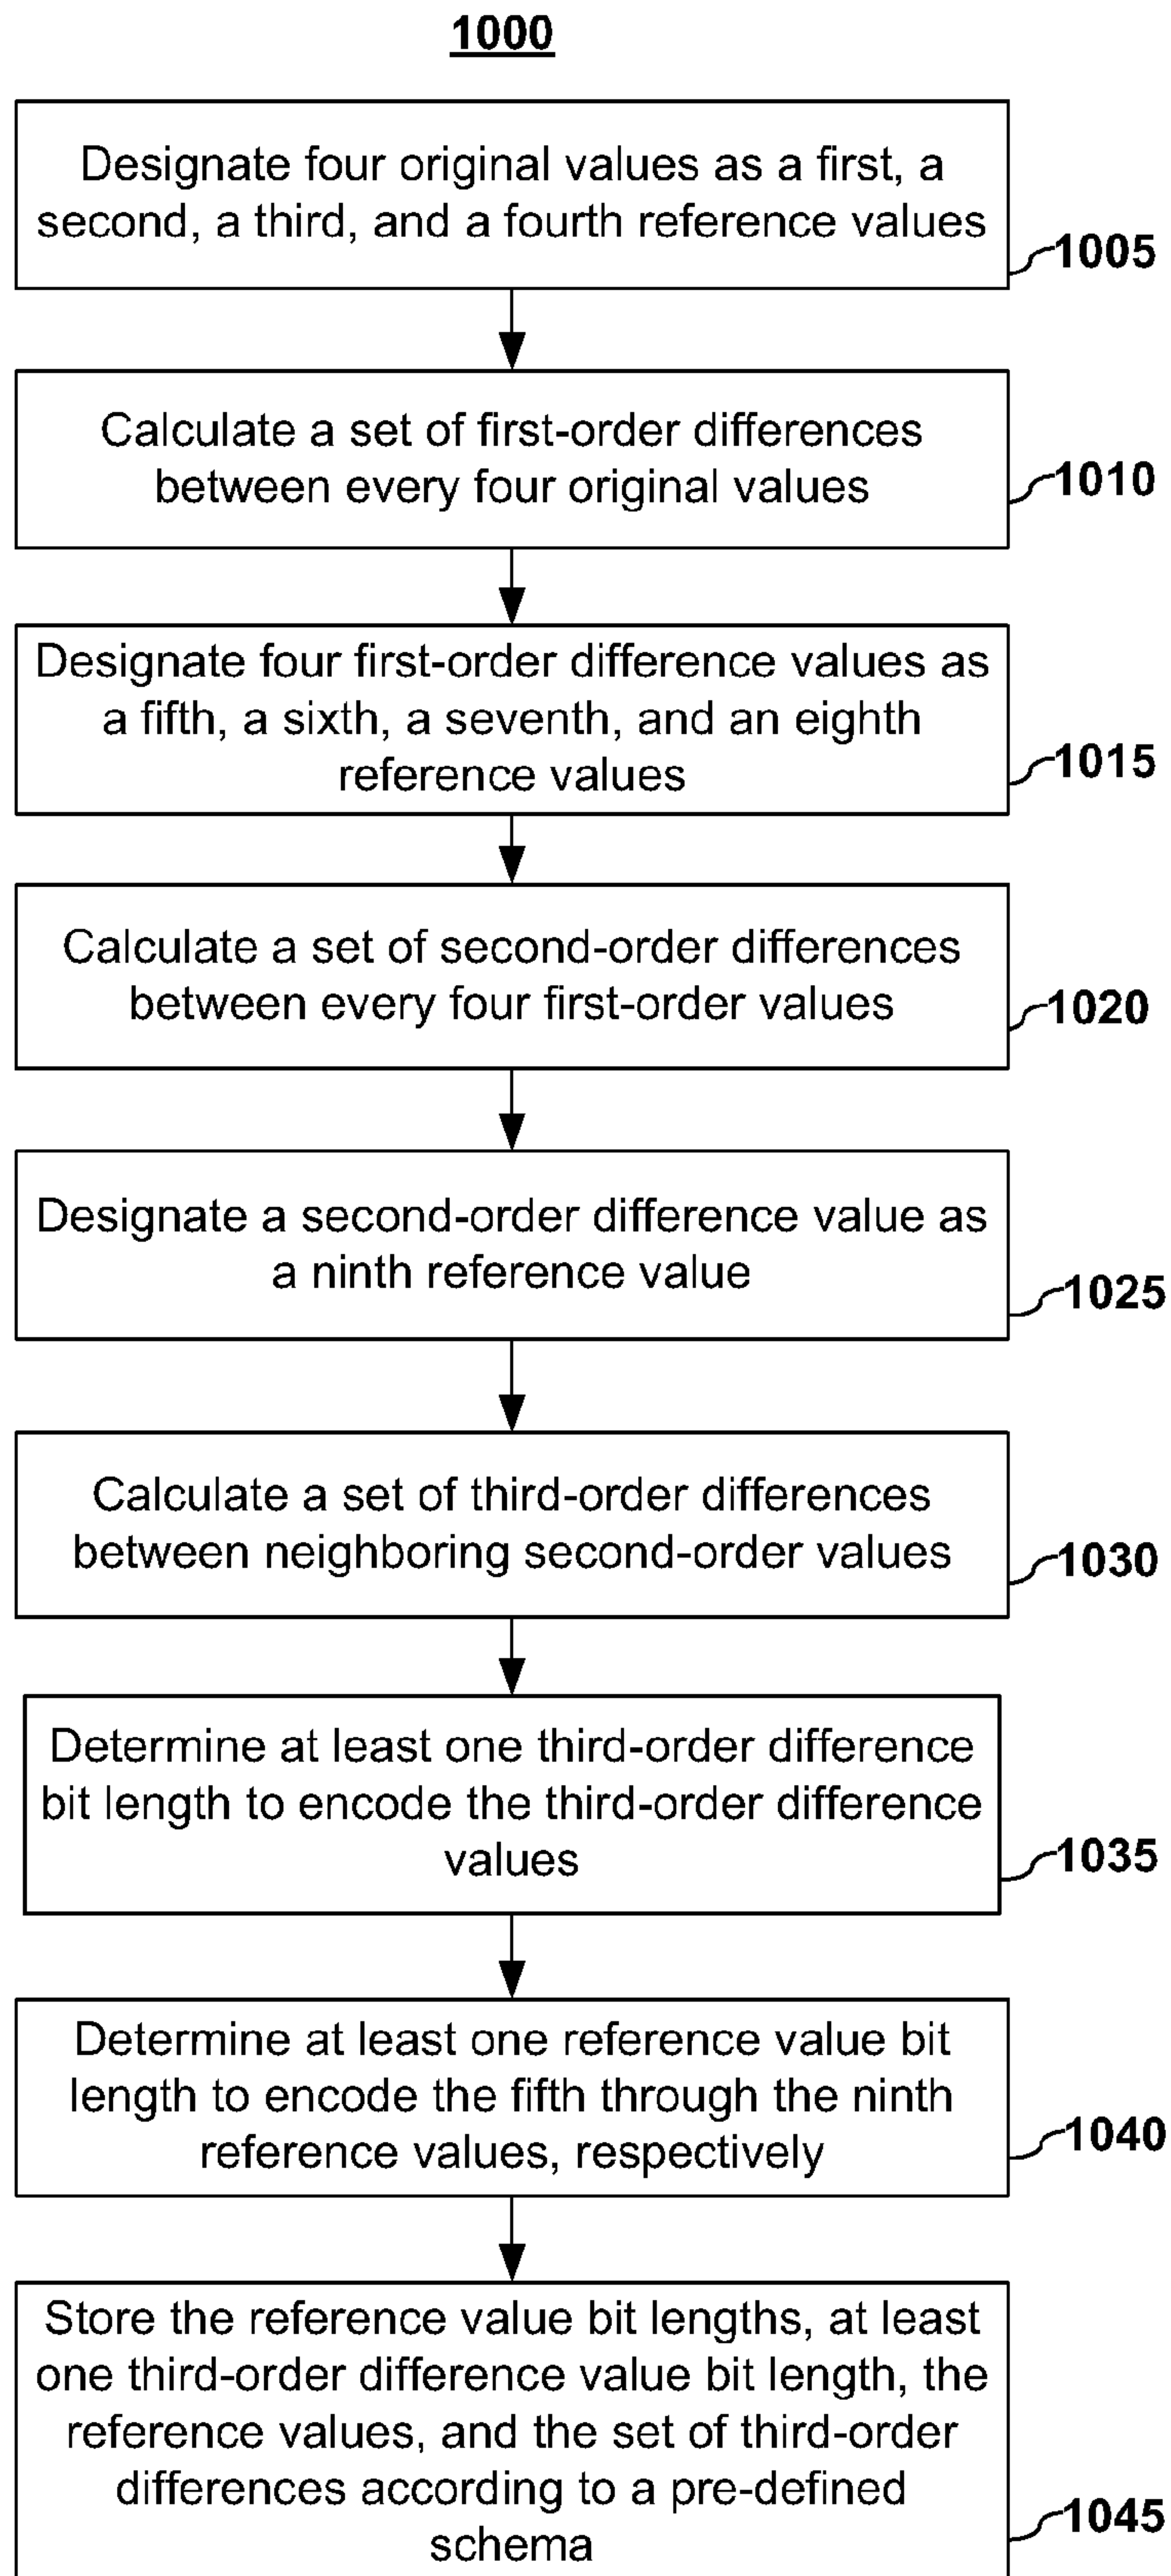 1000
Designate four original values as a first, a
second, a third, and a fourth reference values
1005
Calculate a set of first-order differences
between every four original values
1010
Designate four first-order difference values as
a fifth, a sixth, a seventh, and an eighth
reference values
1015
Calculate a set of second-order differences
between every four first-order values
1020
Designate a second-order difference value as
a ninth reference value
1025
Calculate a set of third-order differences
between neighboring second-order values
1030
Determine at least one third-order difference
bit length to encode the third-order difference
values
1035
Determine at least one reference value bit
length to encode the fifth through the ninth
reference values, respectively
1040
Store the reference value bit lengths, at least
one third-order difference value bit length, the
reference values, and the set of third-order
differences according to a pre-defined
schema
1045